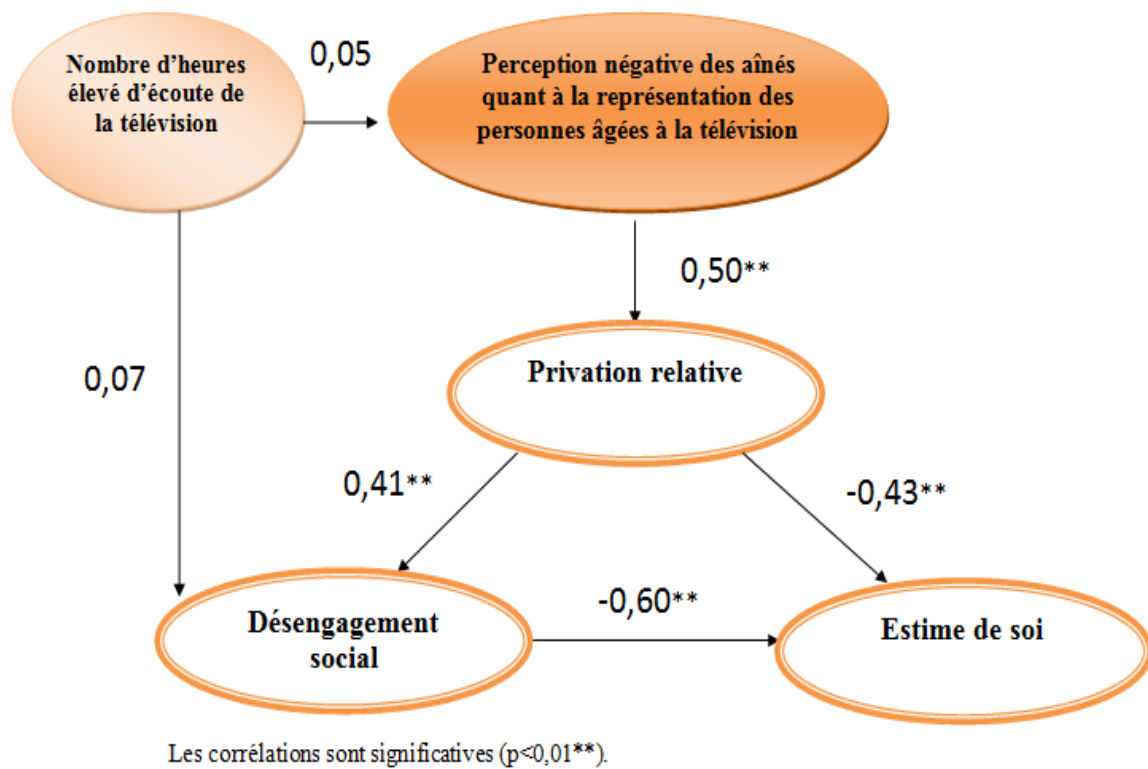 Nombre d'heures
élevé d'écoute de
la télévision
0,05
Perception négative des aînés
quant à la représentation des
personnes âgées à la télévision
0,50**
0,07
Privation relative
0,41**
-0,43**
Désengagement
social
-0,60**
Estime de soi
Les corrélations sont significatives (p<0,01**).